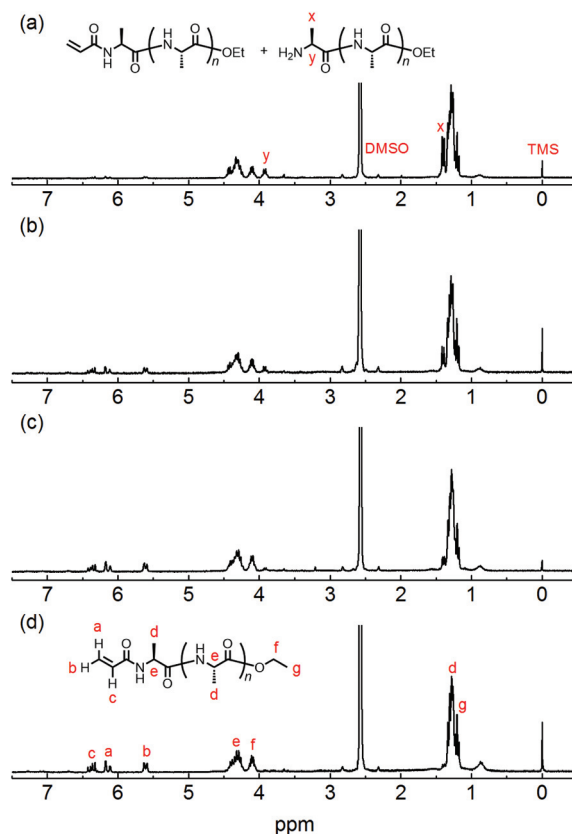 (a)
x
O
H
N
O
N
H
O
n
OEt
+
H2N
y
O
H
N
O
n
OEt
y
DMSO
x
TMS
7 6 5 4 3 2 1 0
(b)
7 6 5 4 3 2 1 0
(c)
7 6 5 4 3 2 1 0
(d)
a
H
b H
H
c
O
N
H
d
e
O
H
N
e
d
O
n
O
f
g
c a b e f d g
7 6 5 4 3 2 1 0
ppm